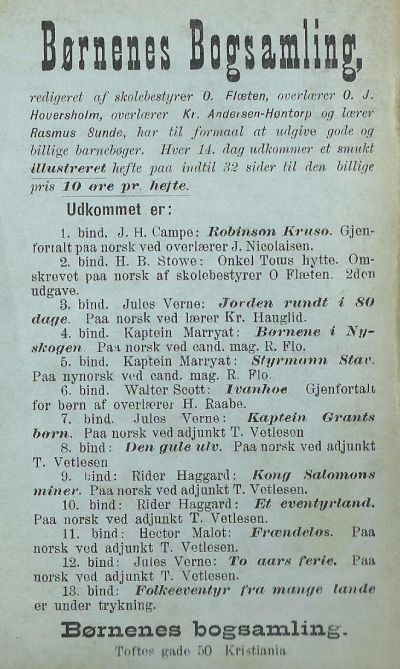 Børnenes Bogsamling,
redigeret af skolebestyrer O. Flæten, overlærer O. J.
Hoversholm, overlærer Kr. Andersen-Høntorp og lærer
Rasmus Sunde, har til formaal at udgive gode og
billige barnebøger. Hver 14. dag udkommer et smukt
illustreret hefte paa indtil 32 sider til den billige
pris 10 øre pr. hefte.
Udkommet er:
1. bind. J. H. Campe: Robinson Kruso. Gjen-
fortalt paa norsk ved overlærer J. Nicolaisen.
2. bind. H. B. Stowe: Onkel Toms hytte. Om-
skrevet paa norsk af skolebestyrer O Flæten. 2den
udgave.
3. bind. Jules Verne: Jorden rundt i 80
dage. Paa norsk ved lærer Kr. Hauglid.
4. bind. Kaptein Marryat: Børnene i Ny-
skogen. Paa norsk ved cand. mag. R. Flo.
5. bind. Kaptein Marryat: Styrmann Stav.
Paa nynorsk ved cand. mag. R. Flo.
6. bind. Walter Scott: Ivanhoe. Gjenfortalt
for børn af overlærer H. Raabe.
7. bind. Jules Verne: Kaptein Grants
børn. Paa norsk ved adjunkt T. Vetlesen
8. bind: Den gule ulv. Paa norsk ved adjunkt
T. Vetlesen
9. bind: Rider Haggard: Kong Salomons
miner. Paa norsk ved adjunkt T. Vetlesen.
10. bind: Rider Haggard: Et eventyrland.
Paa norsk ved adjunkt T. Vetlesen.
11. bind: Hector Malot: Frændeløs. Paa
norsk ved adjunkt T. Vetlesen.
12. bind: Jules Verne: To aars ferie. Paa
norsk ved adjunkt T. Vetlesen.
13. bind: Folkeeventyr fra mange lande
er under trykning.
Børnenes bogsamling.
Toftes gade 50 Kristiania